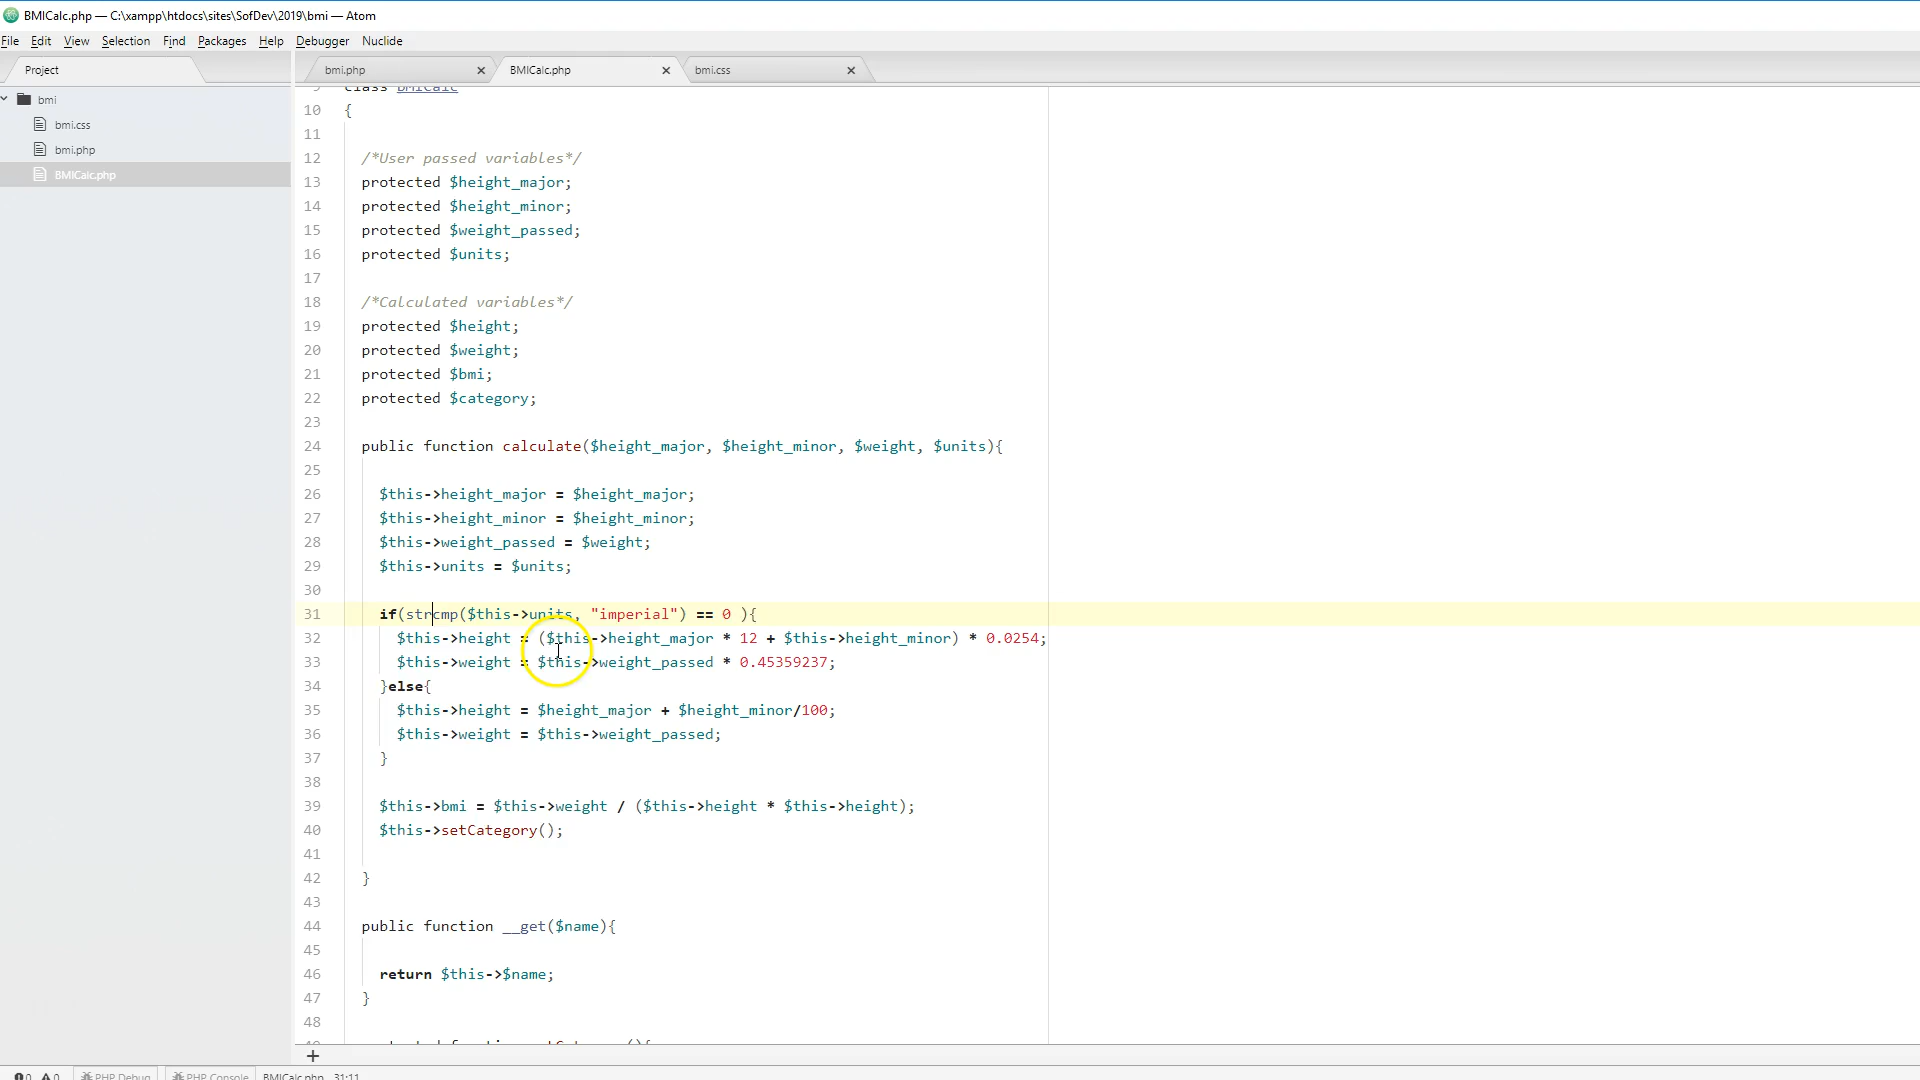 BMICalc.php — C:\xampp\htdocs\sites\SofDev\2019\bmi — Atom
File Edit View Selection Find Packages Help Debugger Nuclide
Project
bmi.php
BMICalc.php
bmi.css
bmi
bmi.css
bmi.php
BMICalc.php
9 class BMICalc
10 {
11
12 /*User passed variables*/
13 protected $height_major;
14 protected $height_minor;
15 protected $weight_passed;
16 protected $units;
17
18 /*Calculated variables*/
19 protected $height;
20 protected $weight;
21 protected $bmi;
22 protected $category;
23
24 public function calculate($height_major, $height_minor, $weight, $units){
25
26 $this->height_major = $height_major;
27 $this->height_minor = $height_minor;
28 $this->weight_passed = $weight;
29 $this->units = $units;
30
31 if(strcmp($this->units, "imperial") == 0 ){
32 $this->height = ($this->height_major * 12 + $this->height_minor) * 0.0254;
33 $this->weight = $this->weight_passed * 0.45359237;
34 }else{
35 $this->height = $height_major + $height_minor/100;
36 $this->weight = $this->weight_passed;
37 }
38
39 $this->bmi = $this->weight / ($this->height * $this->height);
40 $this->setCategory();
41
42 }
43
44 public function __get($name){
45
46 return $this->$name;
47 }
48
+
0 0 PHP Debug PHP Console BMICalc.php 31:11